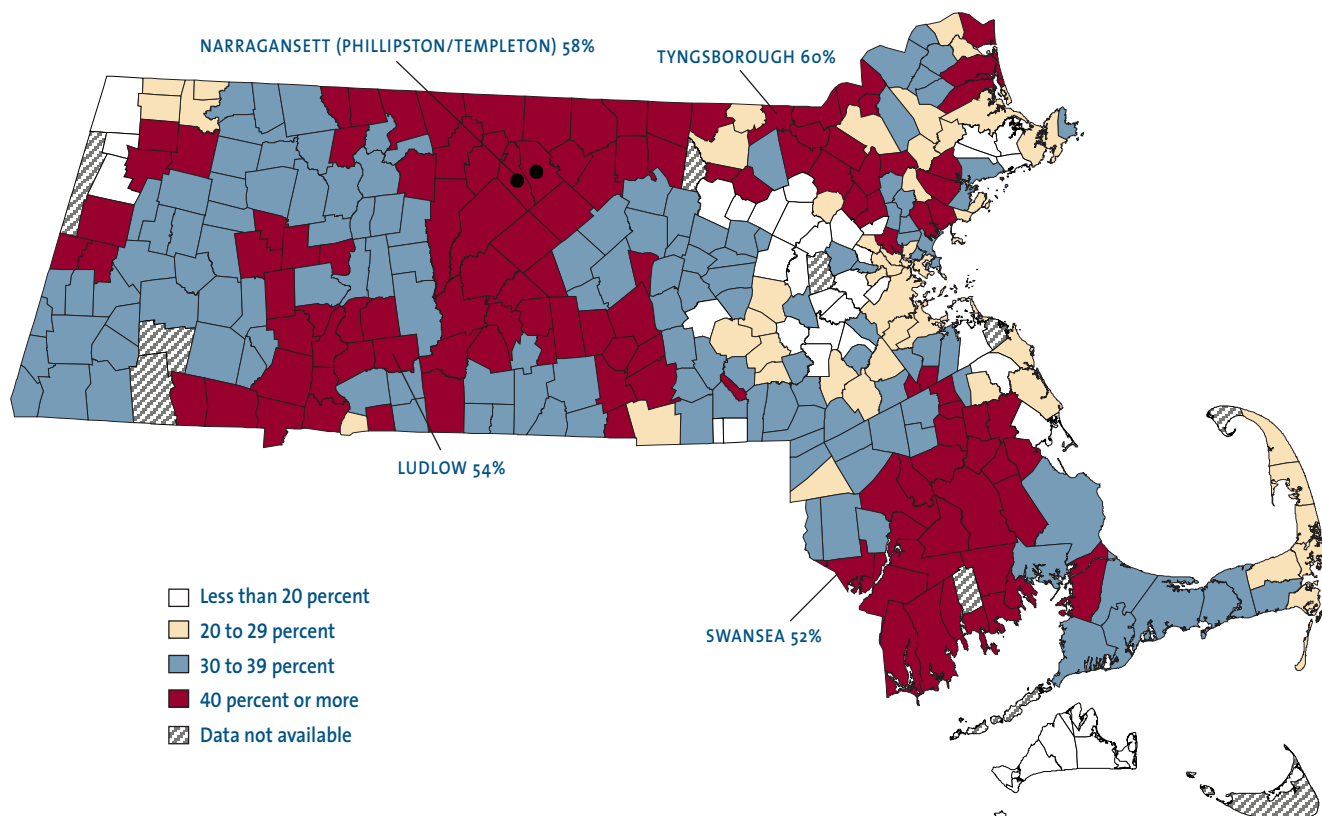 NARRAGANSETT (PHILLIPSTON/TEMPLETON) 58%
TYNGSBOROUGH 60%
LUDLOW 54%
SWANSEA 52%
Less than 20 percent
20 to 29 percent
30 to 39 percent
40 percent or more
Data not available